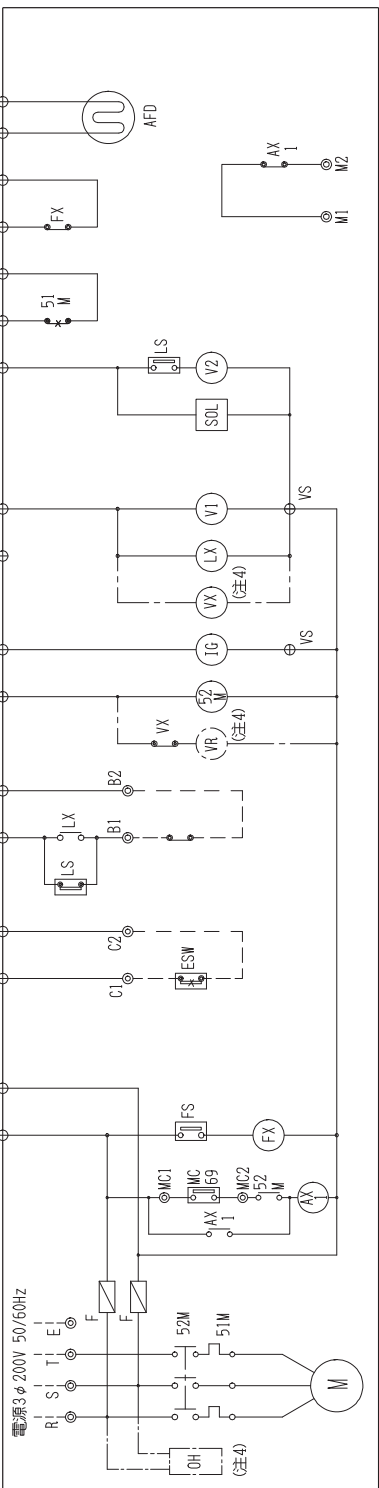 電源3φ 200V 50/60Hz
R
S
T
E
F
F
52M
51M
M
OH
(注4)
MC1
MC
69
MC2
52
M
AX
1
AX
1
FS
FX
C1
C2
ESW
LS
LX
B1
B2
VX
VR
(注4)
52
M
IG
VS
VX
(注4)
LX
V1
VS
SOL
LS
V2
51
M
FX
AFD
AX
1
M1
M2